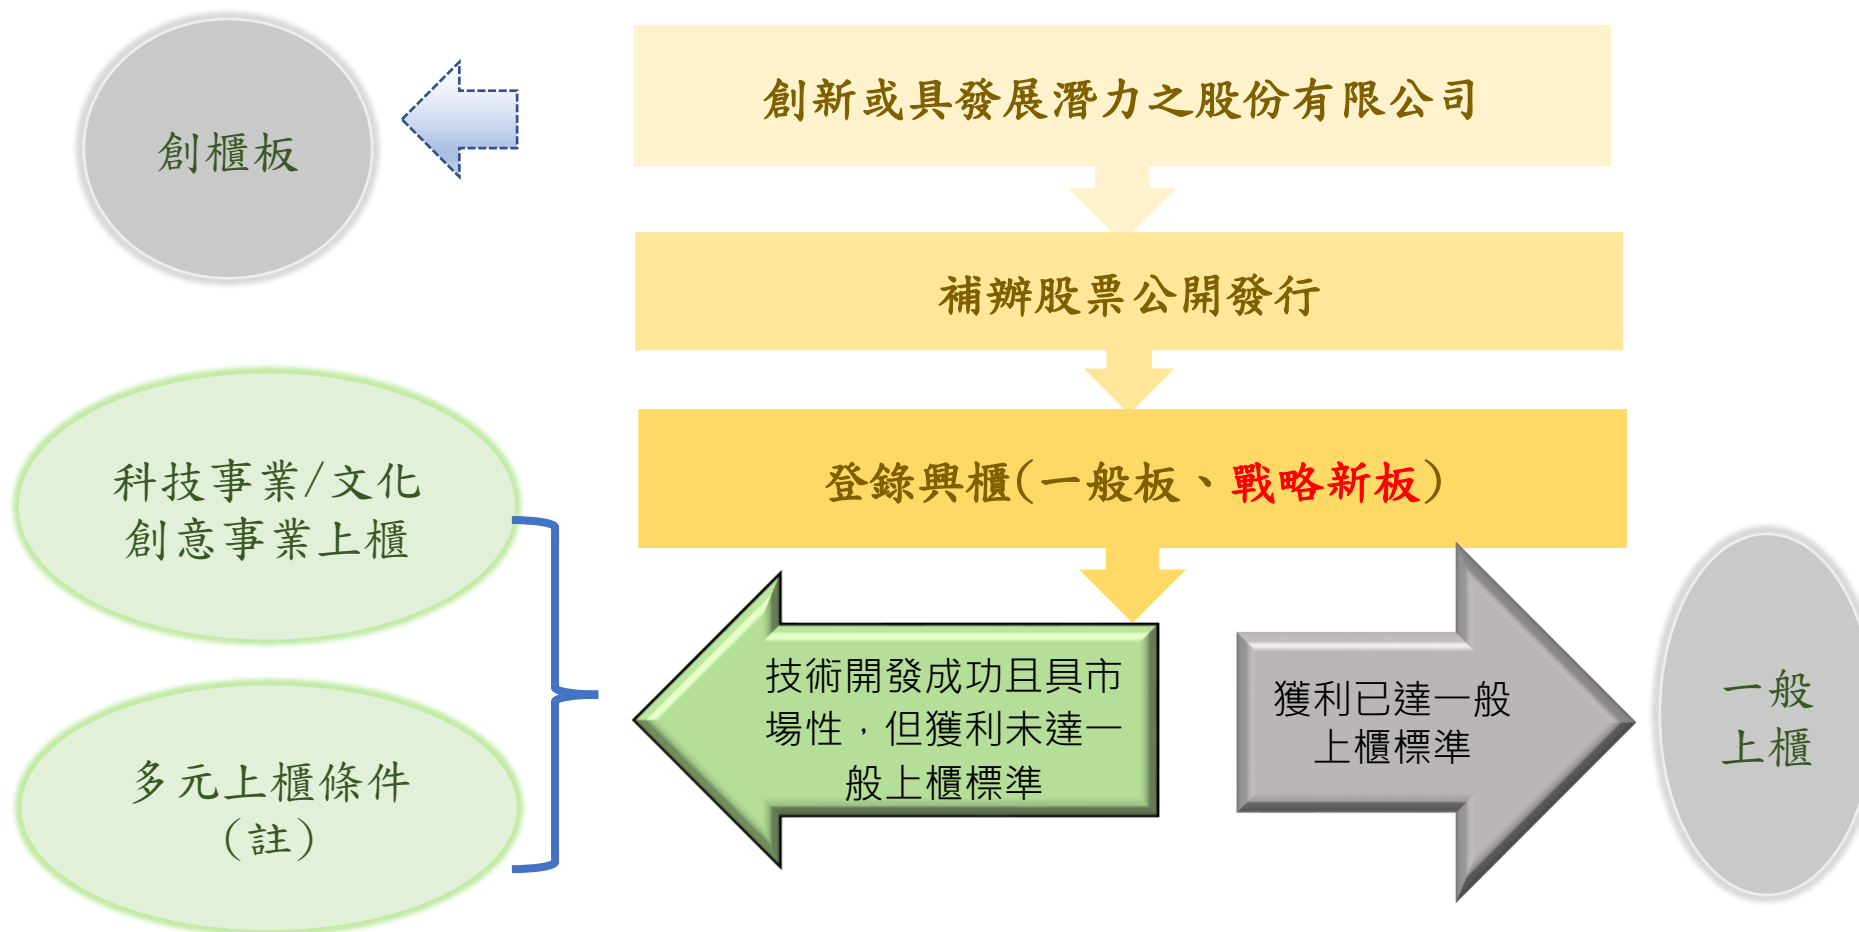 創櫃板
創新或具發展潛力之股份有限公司
補辦股票公開發行
登錄興櫃(一般板、戰略新板)
科技事業/文化
創意事業上櫃
多元上櫃條件
(註)
技術開發成功且具市
場性，但獲利未達一
般上櫃標準
獲利已達一般
上櫃標準
一般
上櫃